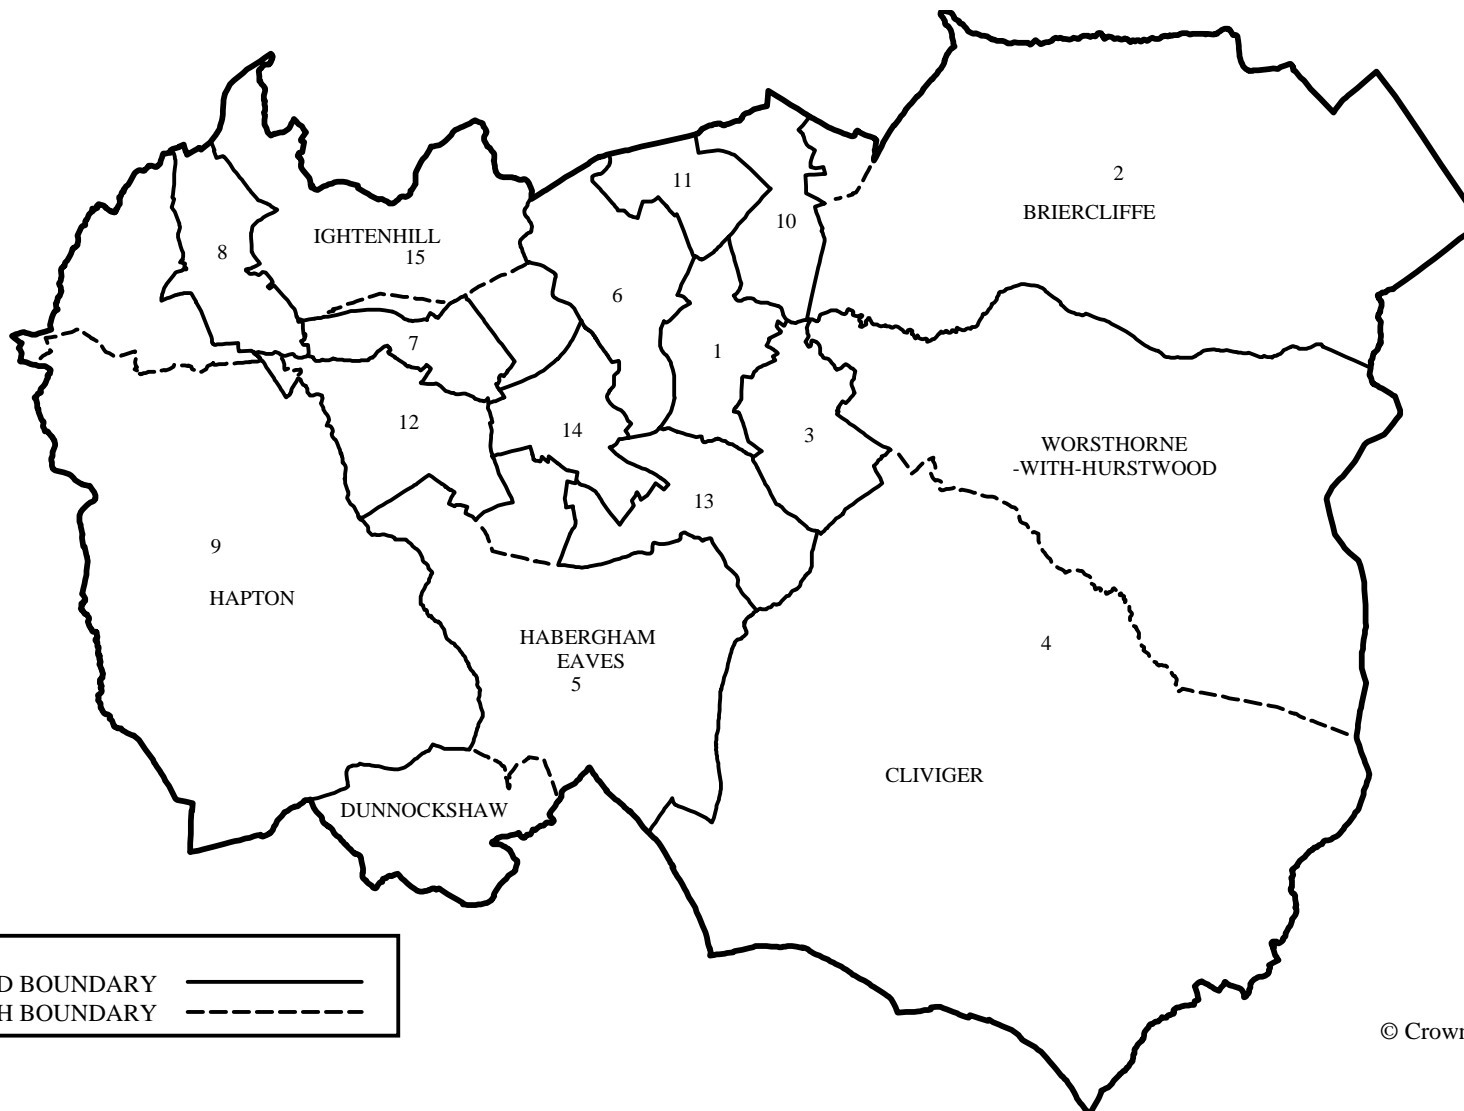 2
BRIERCLIFFE
11
10
IGHTENHILL
15
8
6
7
1
12
14
3
WORSTHORNE
-WITH-HURSTWOOD
13
9
HAPTON
HABERGHAM
EAVES
5
4
CLIVIGER
DUNNOCKSHAW
D BOUNDARY
H BOUNDARY
© Crown